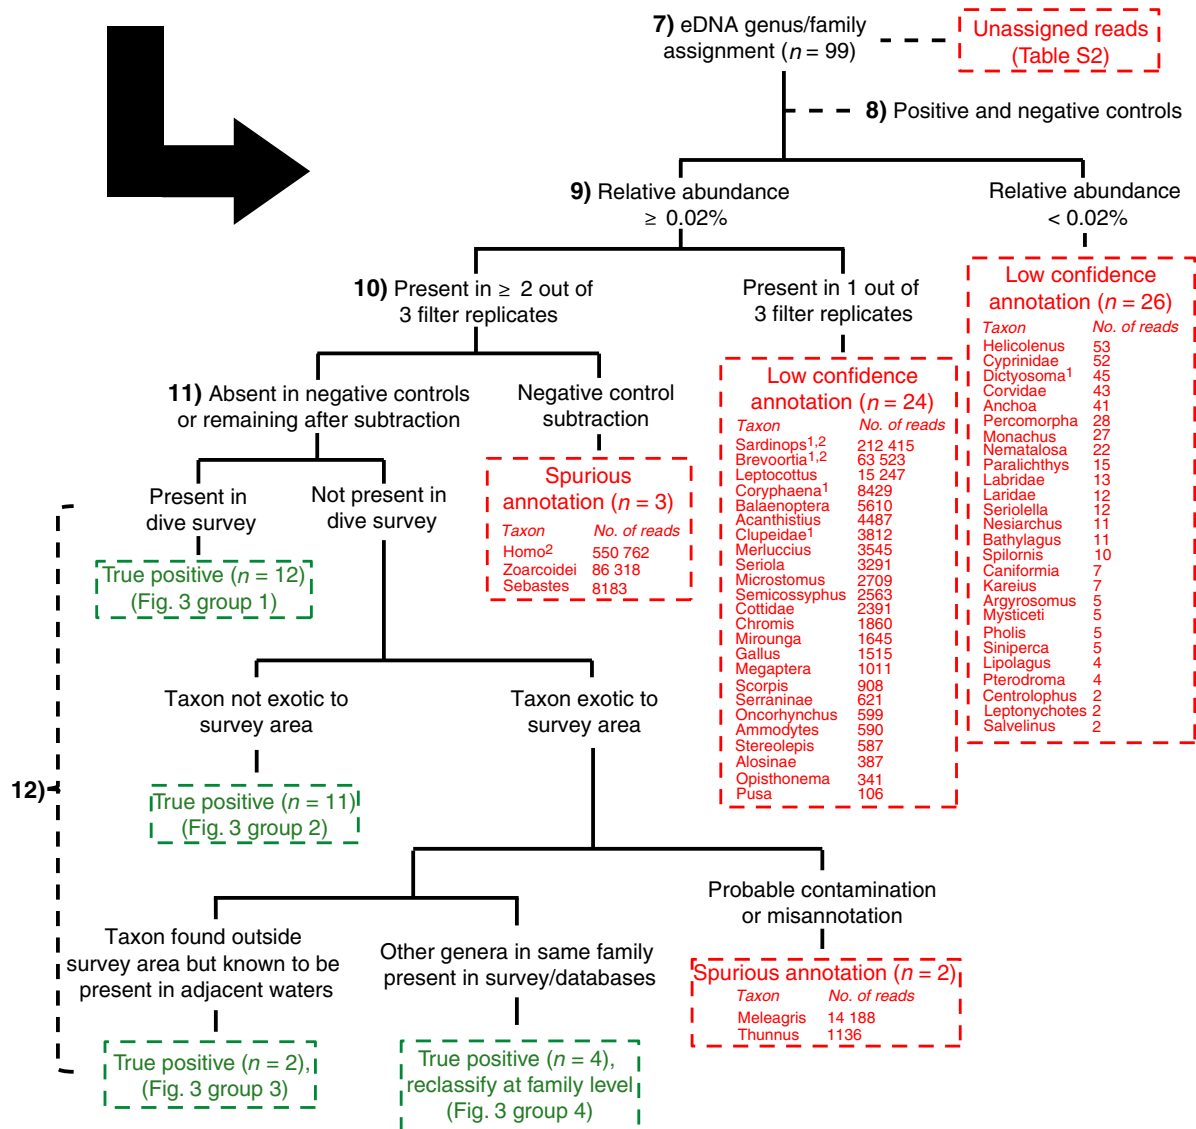 7) eDNA genus/family
assignment (n = 99)
Unassigned reads
(Table S2)
8) Positive and negative controls
9) Relative abundance
≥ 0.02%
Relative abundance
< 0.02%
10) Present in ≥ 2 out of
3 filter replicates
Present in 1 out of
3 filter replicates
Low confidence
annotation (n = 26)
Taxon No. of reads
Helicolenus 53
Cyprinidae 52
Dictyosoma¹ 45
Corvidae 43
Anchoa 41
Percomorpha 28
Monachus 27
Nematalosa 22
Paralichthys 15
Labridae 13
Laridae 12
Seriolella 12
Nesiarchus 11
Bathylagus 11
Spilornis 10
Caniformia 7
Kareius 7
Argyrosomus 5
Mysticeti 5
Pholis 5
Siniperca 5
Lipolagus 4
Pterodroma 4
Centrolophus 2
Leptonychotes 2
Salvelinus 2
11) Absent in negative controls
or remaining after subtraction
Negative control
subtraction
Low confidence
annotation (n = 24)
Taxon No. of reads
Sardinops¹,² 212 415
Brevoortia¹,² 63 523
Leptocottus 15 247
Coryphaena¹ 8429
Balaenoptera 5610
Acanthistius 4487
Clupeidae¹ 3812
Merluccius 3545
Seriola 3291
Microstomus 2709
Semicossyphus 2563
Cottidae 2391
Chromis 1860
Mirounga 1645
Gallus 1515
Megaptera 1011
Scorpis 908
Serraninae 621
Oncorhynchus 599
Ammodytes 590
Stereolepis 587
Alosinae 387
Opisthonema 341
Pusa 106
Spurious
annotation (n = 3)
Taxon No. of reads
Homo² 550 762
Zoarcoidei 86 318
Sebastes 8183
Present in
dive survey
Not present in
dive survey
True positive (n = 12)
(Fig. 3 group 1)
Taxon not exotic to
survey area
Taxon exotic to
survey area
12)
True positive (n = 11)
(Fig. 3 group 2)
Probable contamination
or misannotation
Taxon found outside
survey area but known to be
present in adjacent waters
Other genera in same family
present in survey/databases
Spurious annotation (n = 2)
Taxon No. of reads
Meleagris 14 188
Thunnus 1136
True positive (n = 2),
(Fig. 3 group 3)
True positive (n = 4),
reclassify at family level
(Fig. 3 group 4)